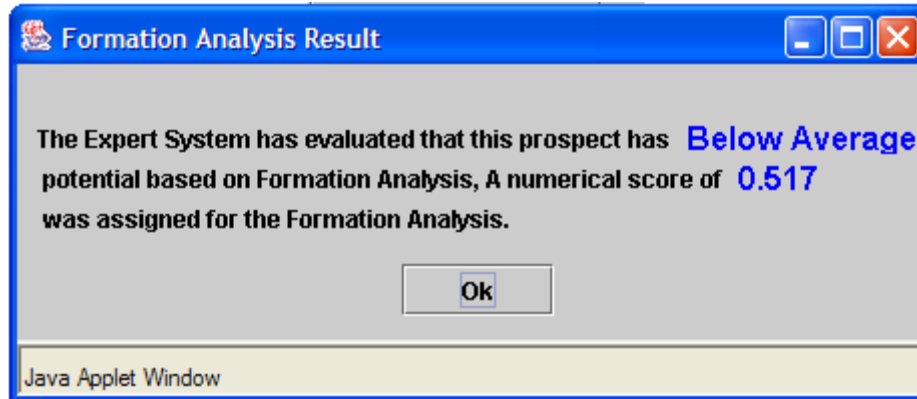 Formation Analysis Result
The Expert System has evaluated that this prospect has Below Average
potential based on Formation Analysis, A numerical score of 0.517
was assigned for the Formation Analysis.
Ok
Java Applet Window